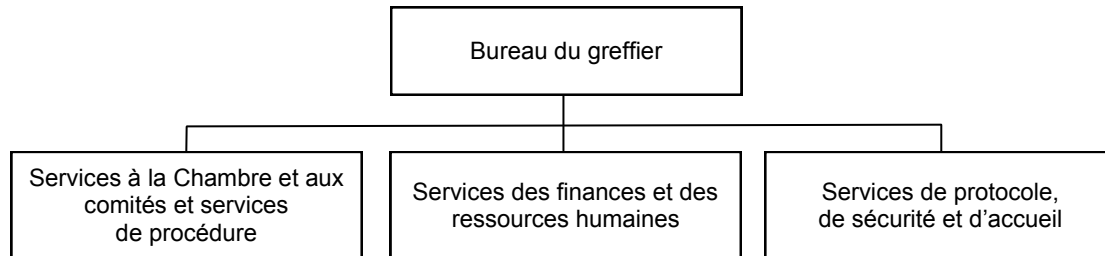 Bureau du greffier
Services à la Chambre et aux
comités et services
de procédure
Services des finances et des
ressources humaines
Services de protocole,
de sécurité et d’accueil